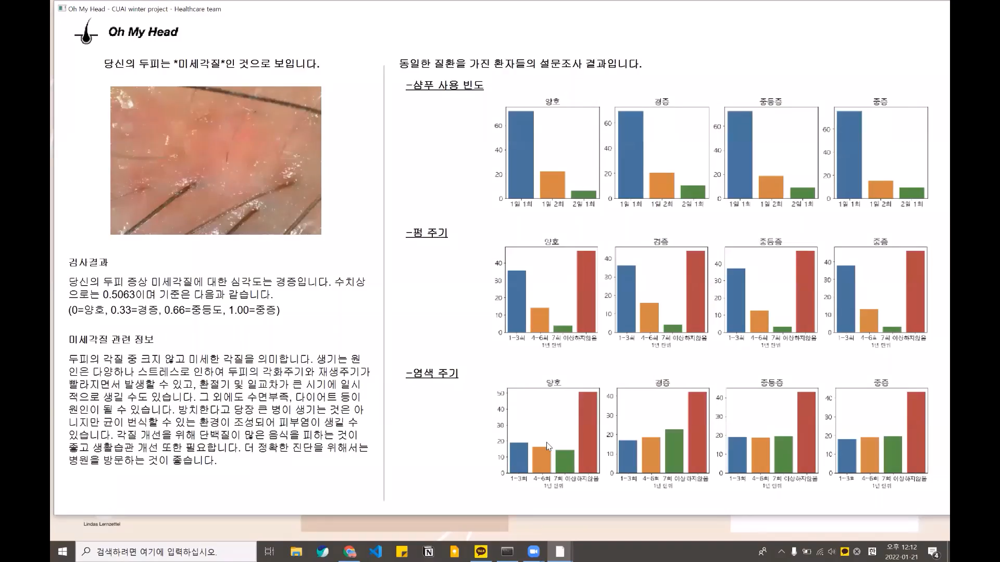 Oh My Head - CUAI winter project - Healthcare team
Oh My Head
당신의 두피는 *미세각질*인 것으로 보입니다.
검사결과
당신의 두피 증상 미세각질에 대한 심각도는 경증입니다. 수치상
으로는 0.5063이며 기준은 다음과 같습니다.
(0=양호, 0.33=경증, 0.66=중등도, 1.00=중증)
미세각질 관련 정보
두피의 각질 중 크지 않고 미세한 각질을 의미합니다. 생기는 원
인은 다양하나 스트레스로 인하여 두피의 각화주기와 재생주기가
빨라지면서 발생할 수 있고, 환절기 및 일교차가 큰 시기에 일시
적으로 생길 수도 있습니다. 그 외에도 수면부족, 다이어트 등이
원인이 될 수 있습니다. 방치한다고 당장 큰 병이 생기는 것은 아
니지만 균이 번식할 수 있는 환경이 조성되어 피부염이 생길 수
있습니다. 각질 개선을 위해 단백질이 많은 음식을 피하는 것이
좋고 생활습관 개선 또한 필요합니다. 더 정확한 진단을 위해서는
병원을 방문하는 것이 좋습니다.
동일한 질환을 가진 환자들의 설문조사 결과입니다.
-샴푸 사용 빈도
양호 경증 중등증 중증
60 60 60 60
40 40 40 40
20 20 20 20
0 0 0 0
1일 1회 1일 2회 2일 1회 1일 1회 1일 2회 2일 1회 1일 1회 1일 2회 2일 1회 1일 1회 1일 2회 2일 1회
-펌 주기
양호 경증 중등증 중증
40 40 40 40
30 30 30 30
20 20 20 20
10 10 10 10
0 0 0 0
1~3회 4~6회 7회 이상하지않음 1~3회 4~6회 7회 이상하지않음 1~3회 4~6회 7회 이상하지않음 1~3회 4~6회 7회 이상하지않음
1년 단위 1년 단위 1년 단위 1년 단위
-염색 주기
양호 경증 중등증 중증
50
40 40 40 40
30 30 30 30
20 20 20 20
10 10 10 10
0 0 0 0
1~3회 4~6회 7회 이상하지않음 1~3회 4~6회 7회 이상하지않음 1~3회 4~6회 7회 이상하지않음 1~3회 4~6회 7회 이상하지않음
1년 단위 1년 단위 1년 단위 1년 단위
Lindas Lernzettel
검색하려면 여기에 입력하십시오.
TALK
한
오후 12:12
2022-01-21
4